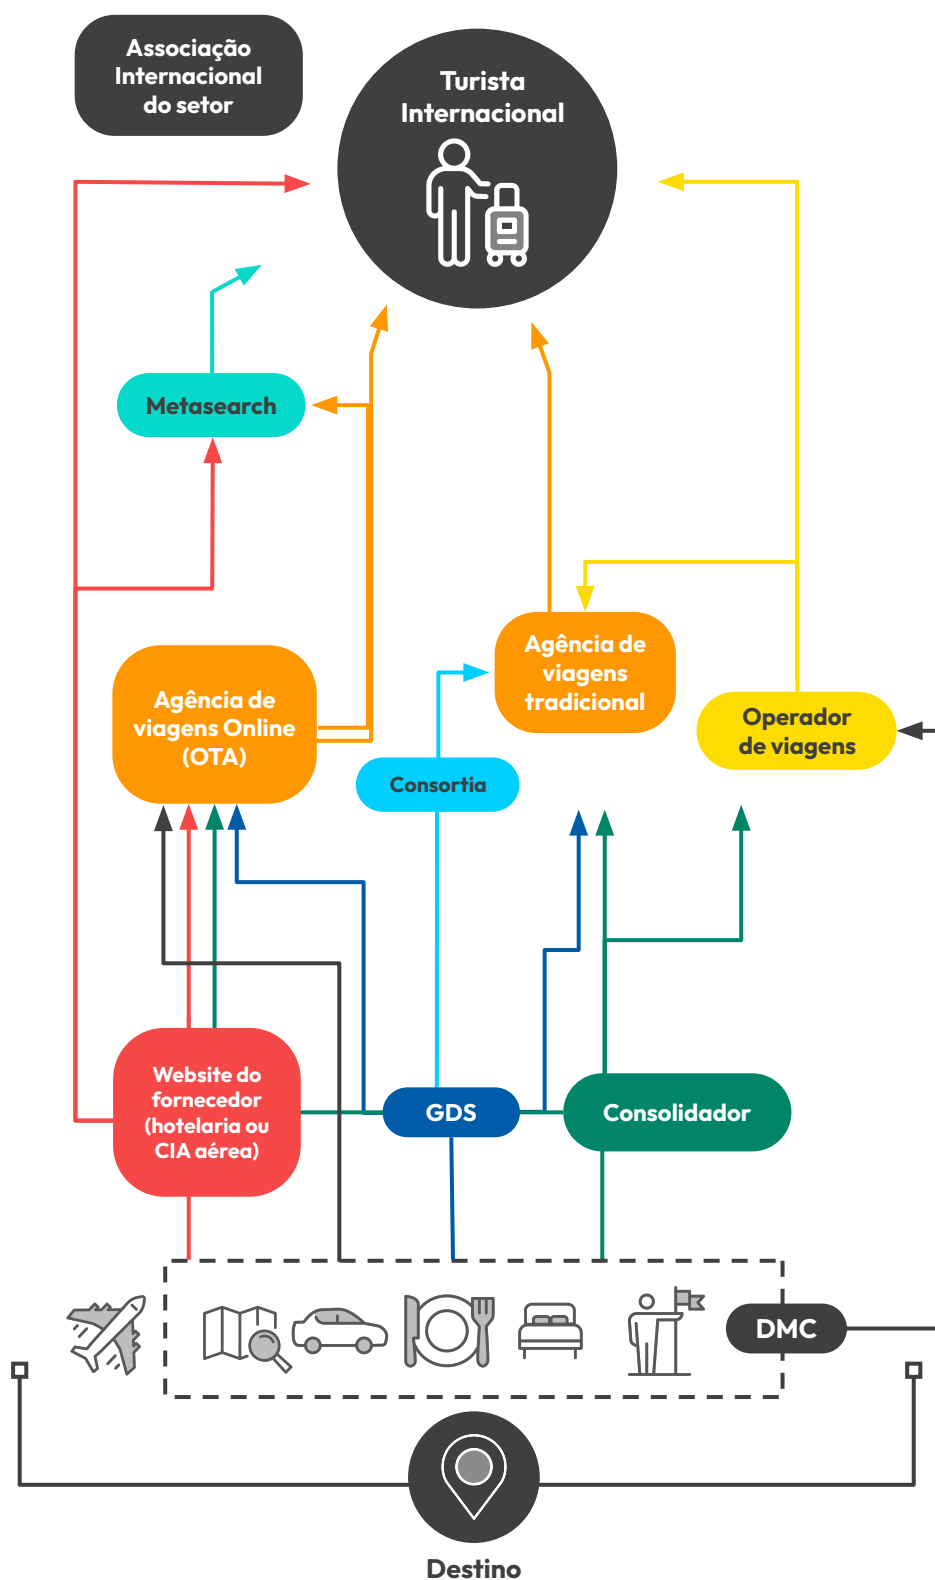 Associação
Internacional
do setor
Turista
Internacional
Metasearch
Agência de
viagens
tradicional
Agência de
viagens Online
(OTA)
Operador
de viagens
Consortia
Website do
fornecedor
(hotelaria ou
CIA aérea)
GDS
Consolidador
DMC
Destino